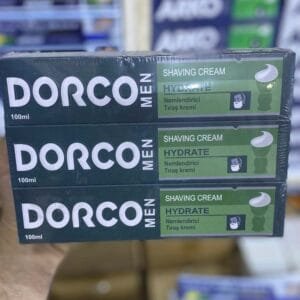 DORCO
MEN
100ml
SHAVING CREAM
HYDRATE
Nemlendirici
Tıraş kremi
DORCO
MEN
100ml
SHAVING CREAM
HYDRATE
Nemlendirici
Tıraş kremi
DORCO
MEN
100ml
SHAVING CREAM
HYDRATE
Nemlendirici
Tıraş kremi